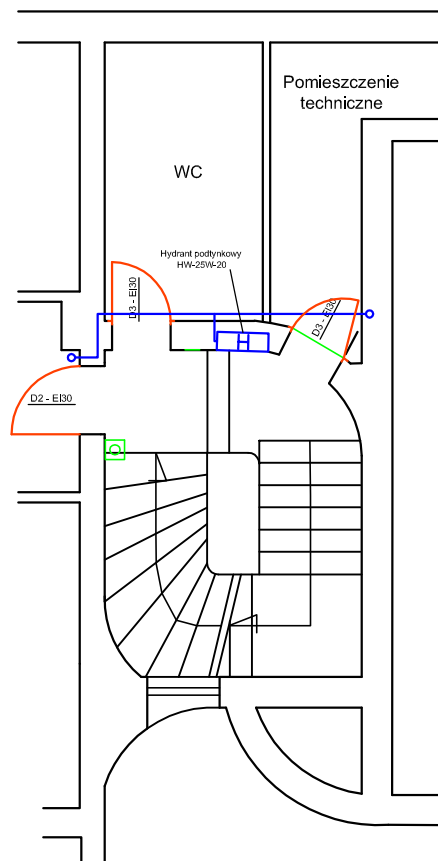 Pomieszczenie
techniczne
WC
Hydrant podtynkowy
HW-25W-20
D3 - EI30
D3 - EI30
D2 - EI30
H